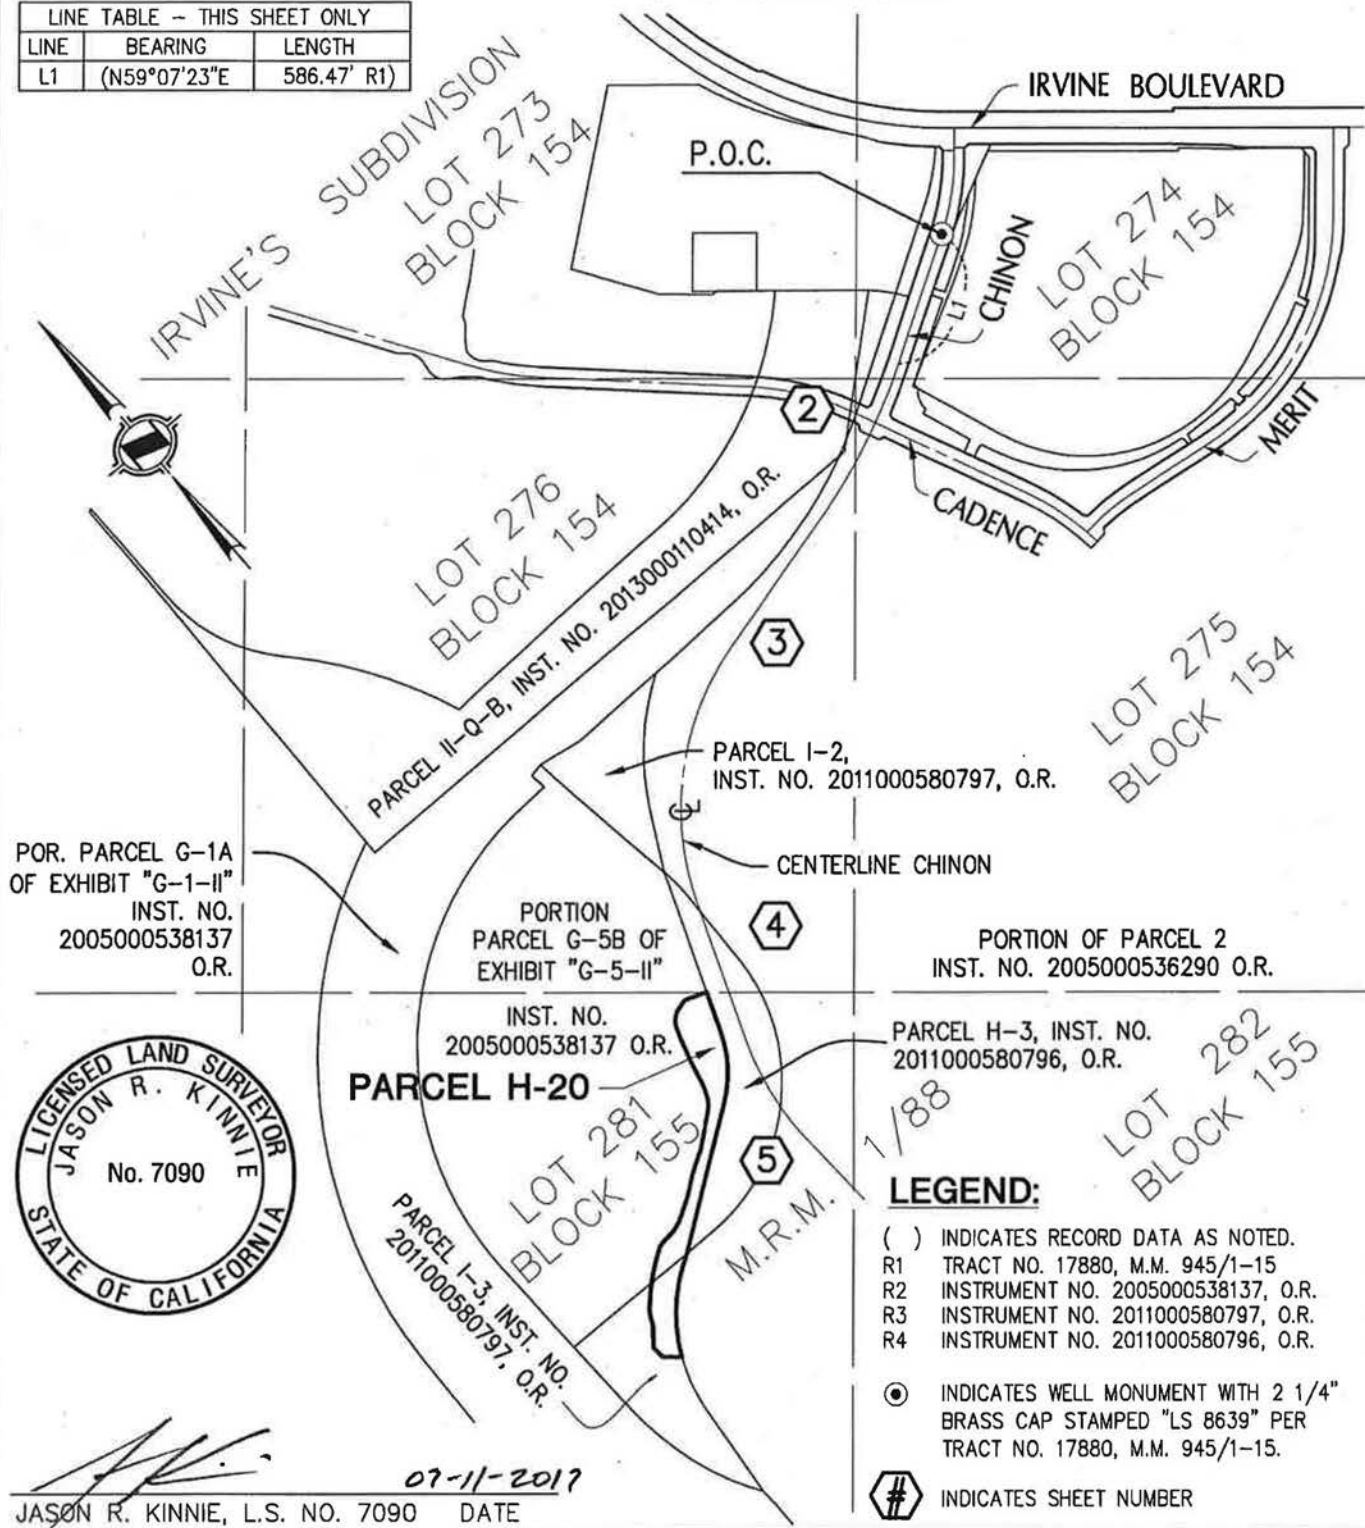 LINE TABLE – THIS SHEET ONLY
LINE BEARING LENGTH
L1 (N59°07'23"E 586.47' R1)
IRVINE'S SUBDIVISION
LOT 273
BLOCK 154
IRVINE BOULEVARD
P.O.C.
L1
CHINON
LOT 274
BLOCK 154
MERIT
CADENCE
2
LOT 276
BLOCK 154
PARCEL II-Q-B, INST. NO. 2013000110414, O.R.
3
LOT 275
BLOCK 154
PARCEL I-2,
INST. NO. 2011000580797, O.R.
CL
CENTERLINE CHINON
POR. PARCEL G-1A
OF EXHIBIT "G-1-II"
INST. NO.
2005000538137
O.R.
PORTION
PARCEL G-5B OF
EXHIBIT "G-5-II"
INST. NO.
2005000538137 O.R.
4
PORTION OF PARCEL 2
INST. NO. 2005000536290 O.R.
PARCEL H-20
PARCEL H-3, INST. NO.
2011000580796, O.R.
LOT 282
BLOCK 155
LOT 281
BLOCK 155
5
M.R.M. 1/88
PARCEL I-3, INST. NO.
2011000580797, O.R.
LICENSED LAND SURVEYOR
JASON R. KINNIE
No. 7090
STATE OF CALIFORNIA
LEGEND:
( ) INDICATES RECORD DATA AS NOTED.
R1 TRACT NO. 17880, M.M. 945/1-15
R2 INSTRUMENT NO. 2005000538137, O.R.
R3 INSTRUMENT NO. 2011000580797, O.R.
R4 INSTRUMENT NO. 2011000580796, O.R.
INDICATES WELL MONUMENT WITH 2 1/4"
BRASS CAP STAMPED "LS 8639" PER
TRACT NO. 17880, M.M. 945/1-15.
# INDICATES SHEET NUMBER
07-11-2017
JASON R. KINNIE, L.S. NO. 7090 DATE